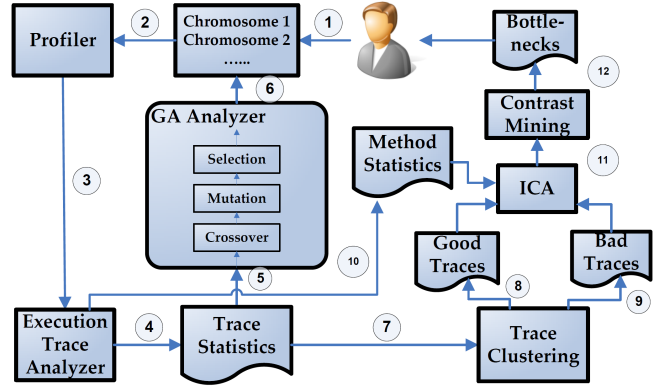 Profiler
2
Chromosome 1
Chromosome 2
…...
1
Bottle-
necks
12
6
GA Analyzer
Selection
Mutation
Crossover
Contrast
Mining
Method
Statistics
11
ICA
3
10
Good
Traces
Bad
Traces
5
8
9
Execution
Trace
Analyzer
4
Trace
Statistics
7
Trace
Clustering